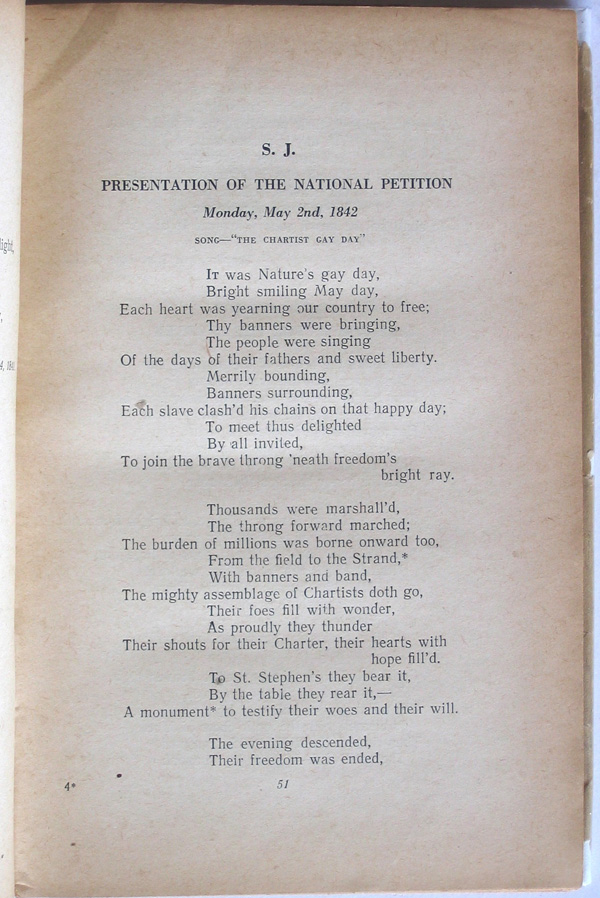 S. J.
PRESENTATION OF THE NATIONAL PETITION
Monday, May 2nd, 1842
SONG—"THE CHARTIST GAY DAY"
IT was Nature's gay day,
Bright smiling May day,
Each heart was yearning our country to free;
Thy banners were bringing,
The people were singing
Of the days of their fathers and sweet liberty.
Merrily bounding,
Banners surrounding,
Each slave clash'd his chains on that happy day;
To meet thus delighted
By all invited,
To join the brave throng 'neath freedom's
bright ray.
Thousands were marshall'd,
The throng forward marched;
The burden of millions was borne onward too,
From the field to the Strand,*
With banners and band,
The mighty assemblage of Chartists doth go,
Their foes fill with wonder,
As proudly they thunder
Their shouts for their Charter, their hearts with
hope fill'd.
To St. Stephen's they bear it,
By the table they rear it,—
A monument* to testify their woes and their will.
The evening descended,
Their freedom was ended,
4*
51
light,